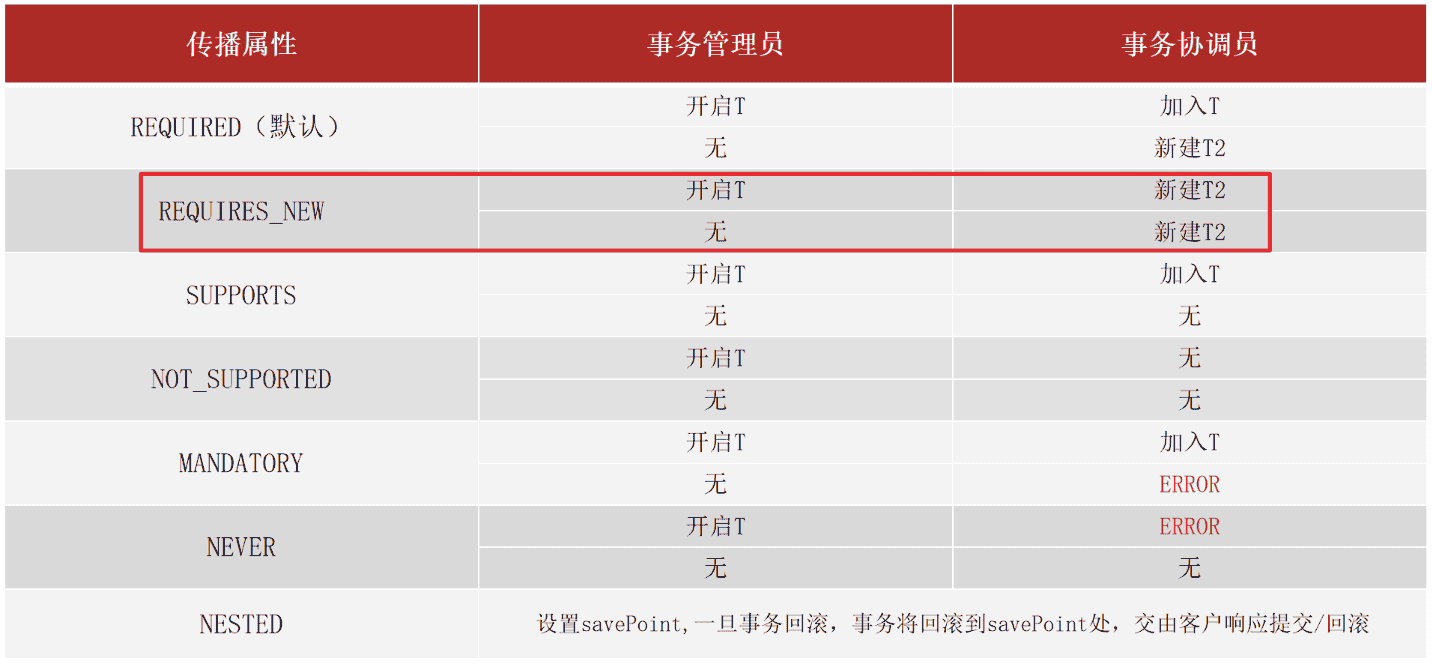 传播属性 事务管理员 事务协调员
REQUIRED（默认） 开启T 加入T
无 新建T2
REQUIRES_NEW 开启T 新建T2
无 新建T2
SUPPORTS 开启T 加入T
无 无
NOT_SUPPORTED 开启T 无
无 无
MANDATORY 开启T 加入T
无 ERROR
NEVER 开启T ERROR
无 无
NESTED 设置savePoint,一旦事务回滚，事务将回滚到savePoint处，交由客户响应提交/回滚